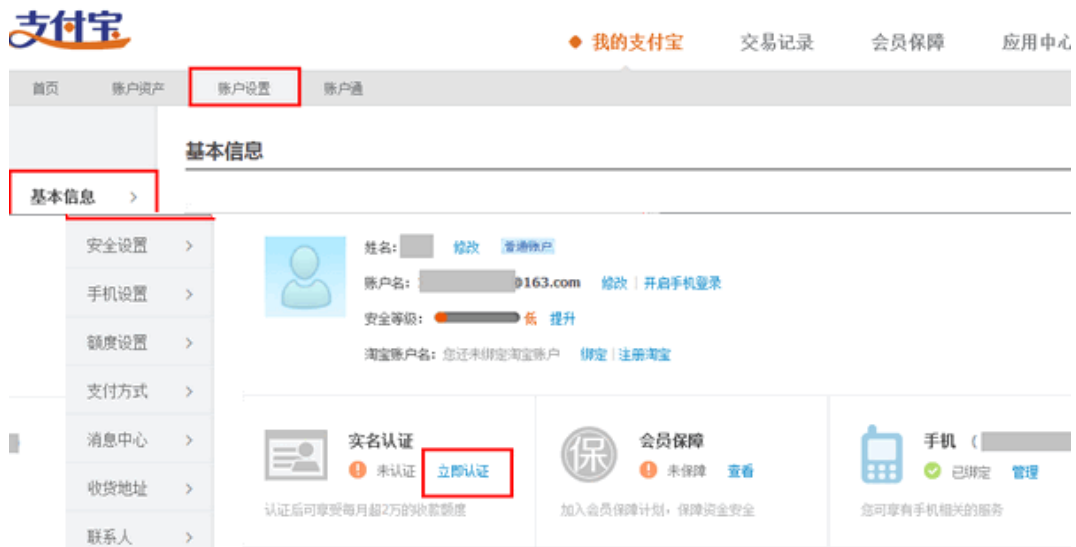 支付宝
我的支付宝 交易记录 会员保障 应用中心
首页 账户资产 账户设置 账户通
基本信息
基本信息 >
安全设置 >
手机设置 >
额度设置 >
支付方式 >
消息中心 >
收货地址 >
联系人 >
姓名: 修改 普通账户
账户名: @163.com 修改 | 开启手机登录
安全等级: 低 提升
淘宝账户名: 您还未绑定淘宝账户 绑定 | 注册淘宝
实名认证
未认证 立即认证
认证后可享受每月超2万的收款额度
会员保障
未保障 查看
加入会员保障计划,保障资金安全
手机 (
已绑定 管理
您可享有手机相关的服务